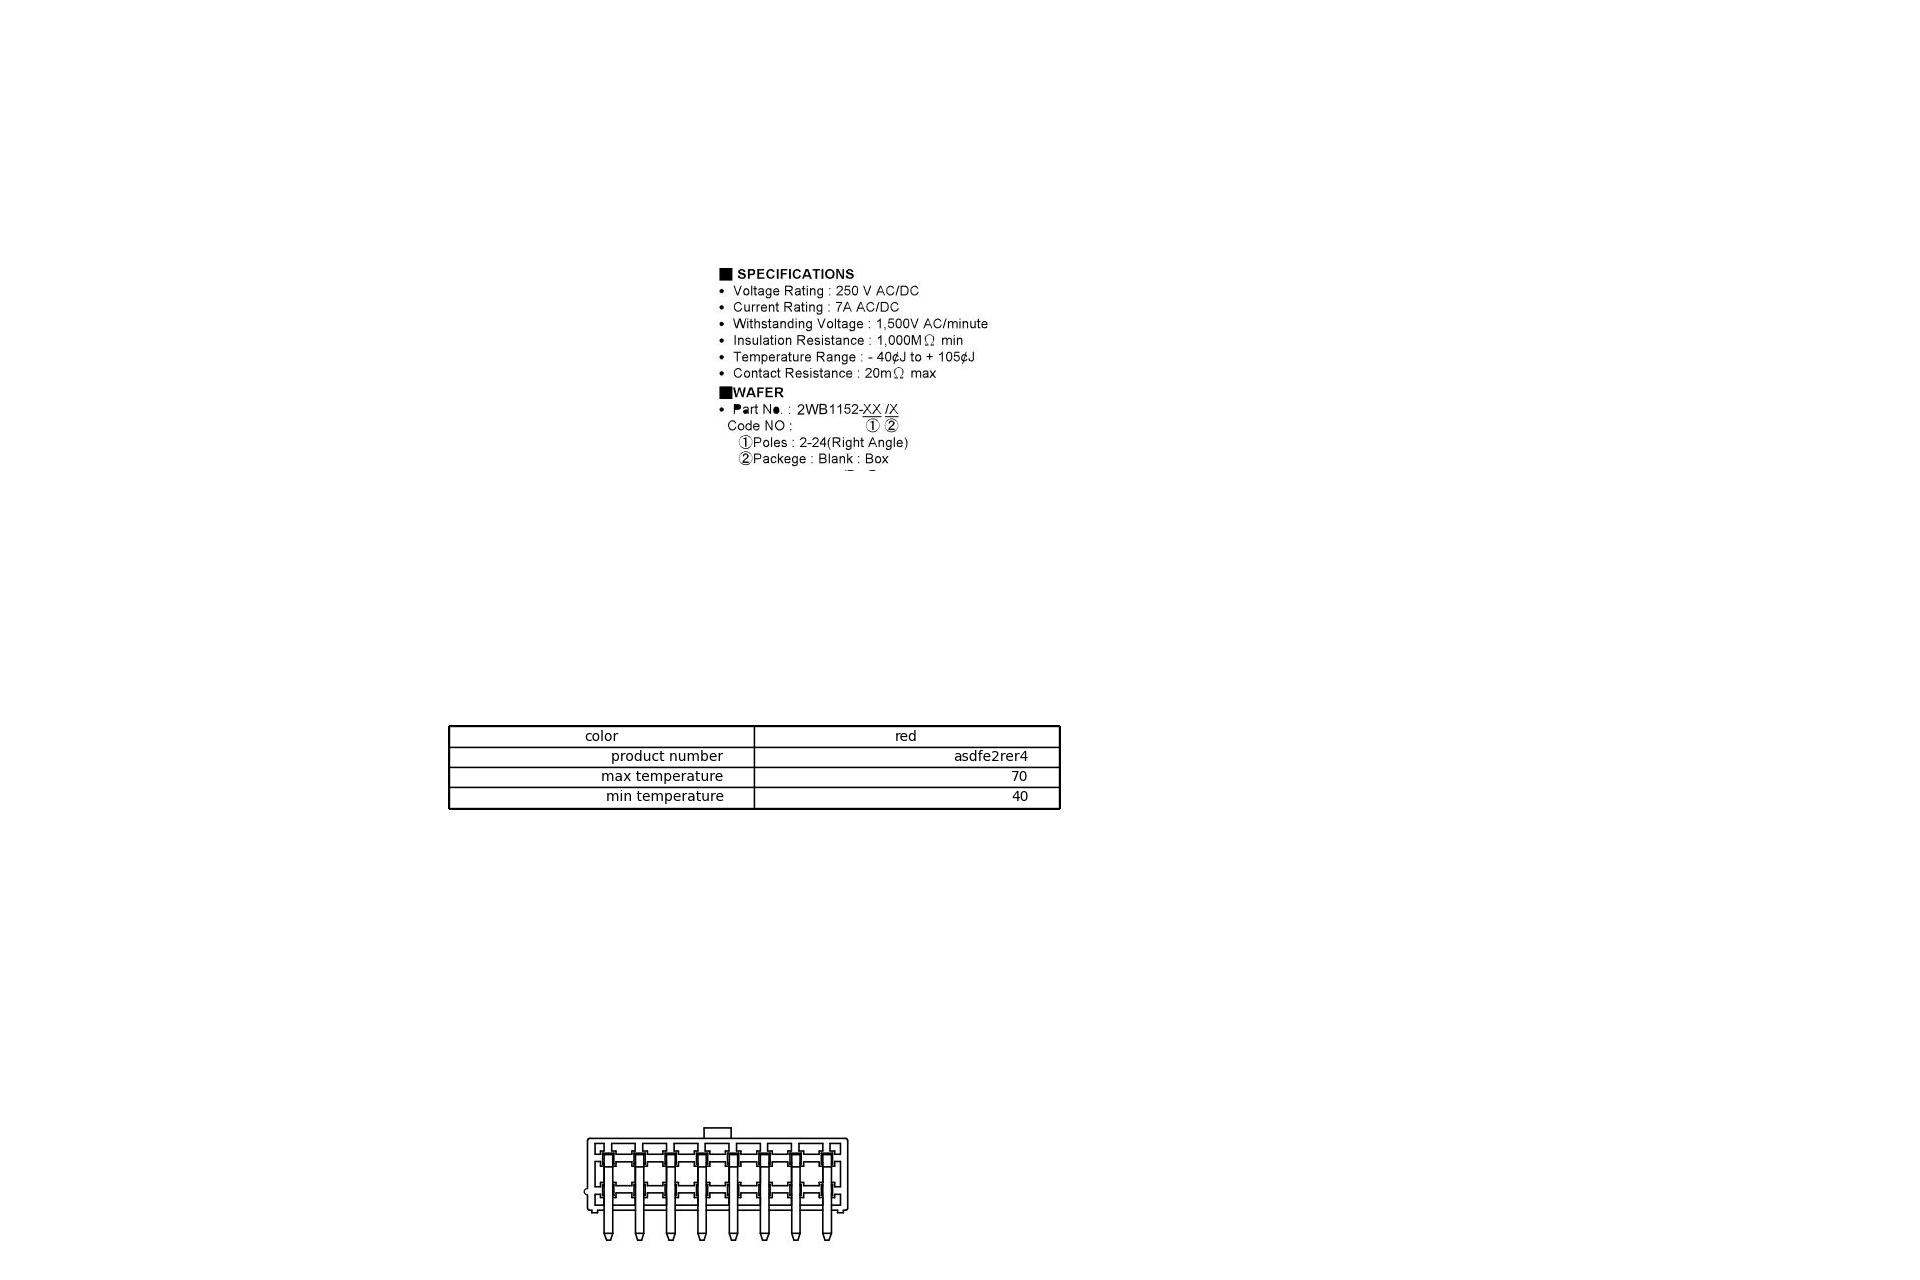 ■ SPECIFICATIONS
• Voltage Rating : 250 V AC/DC
• Current Rating : 7A AC/DC
• Withstanding Voltage : 1,500V AC/minute
• Insulation Resistance : 1,000MΩ min
• Temperature Range : - 40¢J to + 105¢J
• Contact Resistance : 20mΩ max
■WAFER
• Part No. : 2WB1152-XX /X
Code NO : ① ②
①Poles : 2-24(Right Angle)
②Packege : Blank : Box
color red
product number asdfe2rer4
max temperature 70
min temperature 40